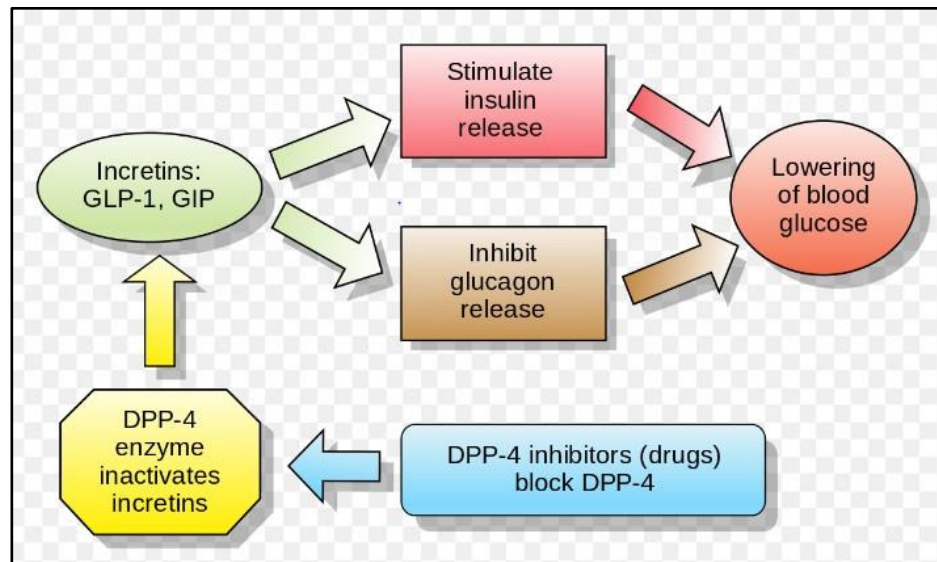 Stimulate
insulin
release
Incretins:
GLP-1, GIP
Lowering
of blood
glucose
Inhibit
glucagon
release
DPP-4
enzyme
inactivates
incretins
DPP-4 inhibitors (drugs)
block DPP-4